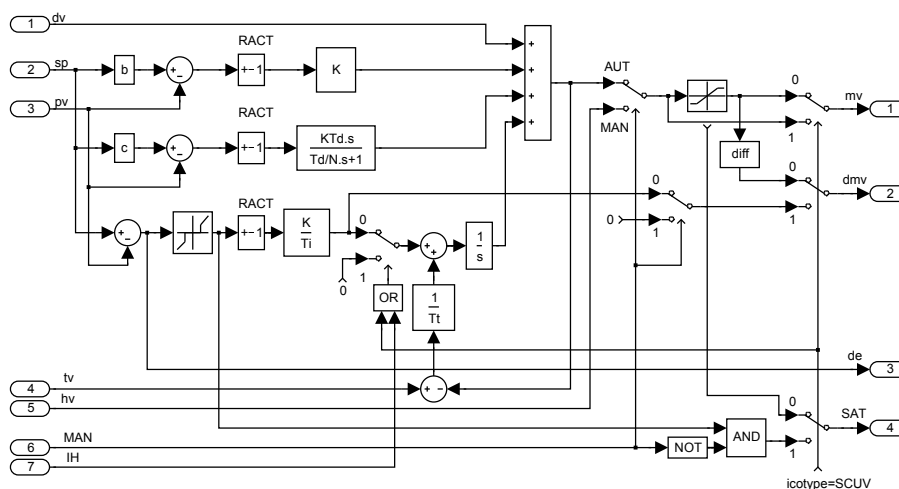 1
dv
2
sp
3
pv
b
+
−
RACT
+−1
K
c
+
−
RACT
+−1
KTd.s
Td/N.s+1
+
−
RACT
+−1
K
Ti
0
1
0
OR
+
+
1
s
1
Tt
+
−
+
+
+
+
AUT
MAN
0
1
0
diff
0
1
mv
1
0
1
dmv
2
de
3
4
tv
5
hv
6
MAN
7
IH
NOT
AND
0
1
SAT
4
icotype=SCUV